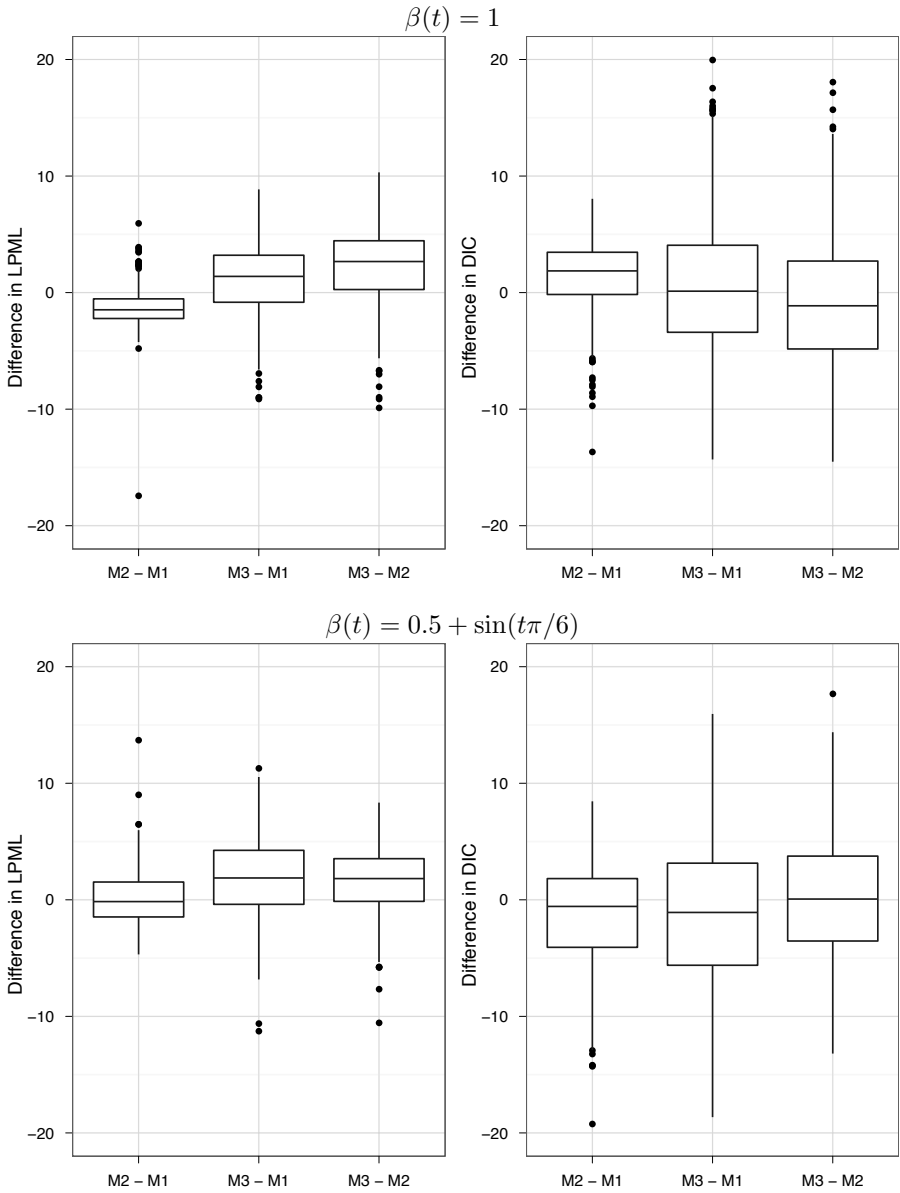 β(t) = 1
Difference in LPML
20
10
0
−10
−20
M2 − M1
M3 − M1
M3 − M2
Difference in DIC
20
10
0
−10
−20
M2 − M1
M3 − M1
M3 − M2
β(t) = 0.5 + sin(tπ/6)
Difference in LPML
20
10
0
−10
−20
M2 − M1
M3 − M1
M3 − M2
Difference in DIC
20
10
0
−10
−20
M2 − M1
M3 − M1
M3 − M2